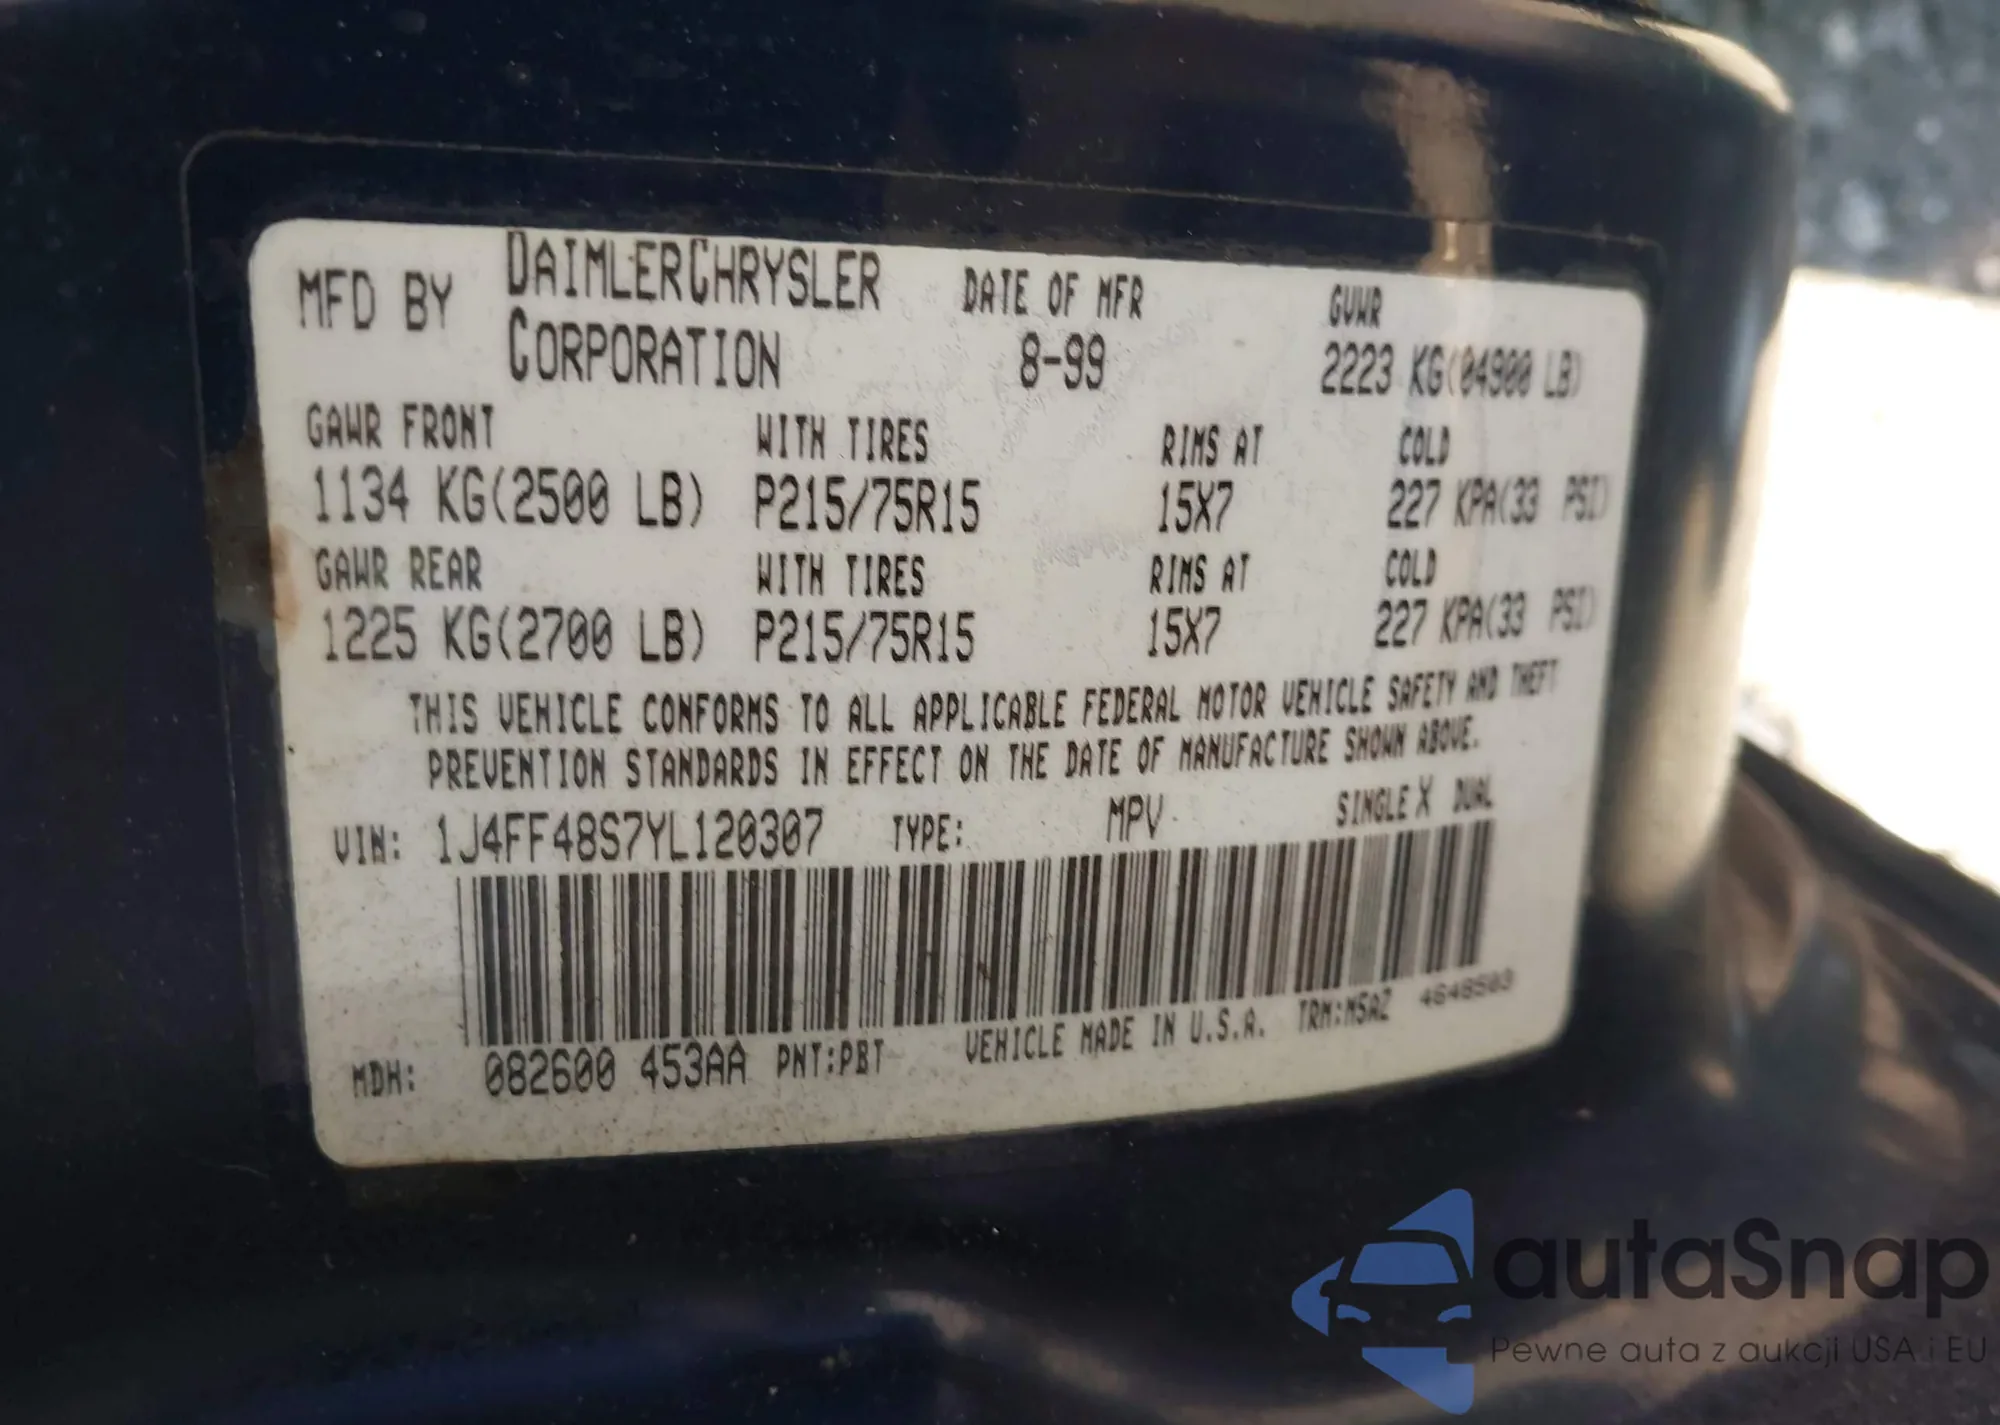 MFD BY DAIMLERCHRYSLER CORPORATION DATE OF MFR 8-99 GVWR 2223 KG(04900 LB)
GAWR FRONT WITH TIRES RIMS AT COLD
1134 KG(2500 LB) P215/75R15 15X7 227 KPA(33 PSI)
GAWR REAR WITH TIRES RIMS AT COLD
1225 KG(2700 LB) P215/75R15 15X7 227 KPA(33 PSI)
THIS VEHICLE CONFORMS TO ALL APPLICABLE FEDERAL MOTOR VEHICLE SAFETY AND THEFT
PREVENTION STANDARDS IN EFFECT ON THE DATE OF MANUFACTURE SHOWN ABOVE.
VIN: 1J4FF48S7YL120307 TYPE: MPV SINGLE X DUAL
MDH: 082600 453AA PNT:PBT VEHICLE MADE IN U.S.A. TRM:M5AZ 4648503
autaSnap
Pewne auta z aukcji USA i EU